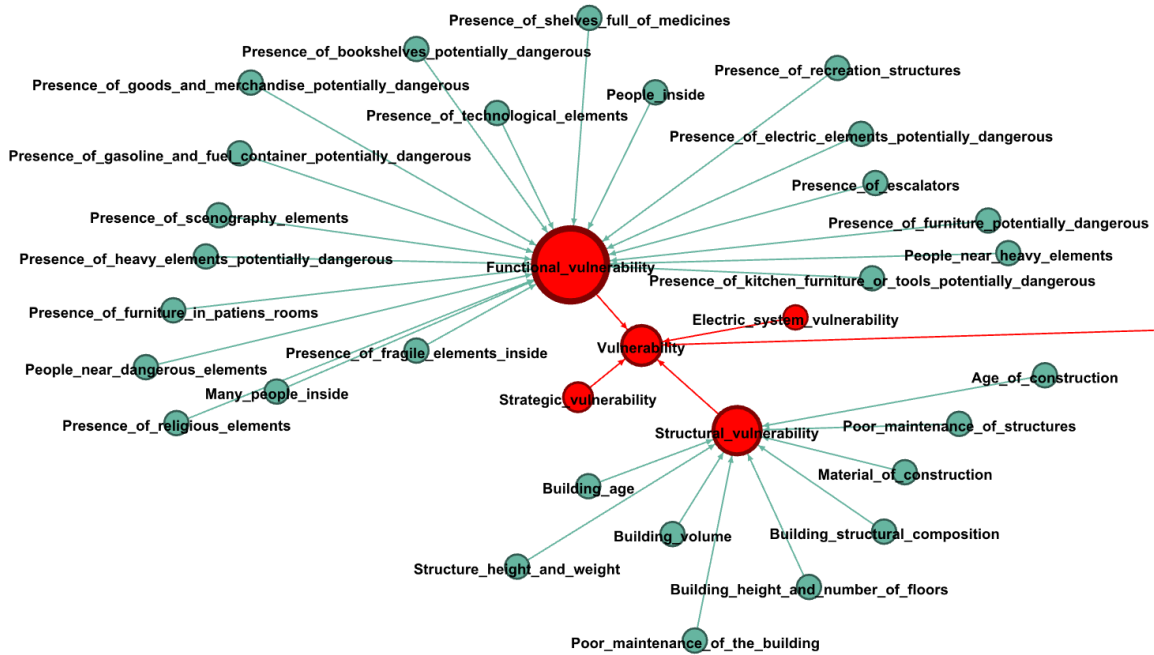 Presence_of_shelves_full_of_medicines
Presence_of_bookshelves_potentially_dangerous
Presence_of_recreation_structures
Presence_of_goods_and_merchandise_potentially_dangerous
People_inside
Presence_of_technological_elements
Presence_of_electric_elements_potentially_dangerous
Presence_of_gasoline_and_fuel_container_potentially_dangerous
Presence_of_escalators
Presence_of_scenography_elements
Presence_of_furniture_potentially_dangerous
Presence_of_heavy_elements_potentially_dangerous
People_near_heavy_elements
Functional_vulnerability
Presence_of_kitchen_furniture_or_tools_potentially_dangerous
Presence_of_furniture_in_patiens_rooms
Electric_system_vulnerability
Vulnerability
Presence_of_fragile_elements_inside
People_near_dangerous_elements
Age_of_construction
Many_people_inside
Strategic_vulnerability
Presence_of_religious_elements
Poor_maintenance_of_structures
Structural_vulnerability
Material_of_construction
Building_age
Building_volume
Building_structural_composition
Structure_height_and_weight
Building_height_and_number_of_floors
Poor_maintenance_of_the_building